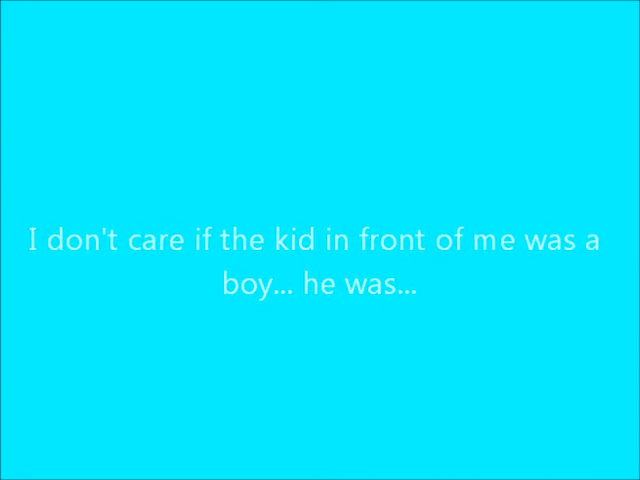 I don't care if the kid in front of me was a
boy... he was...